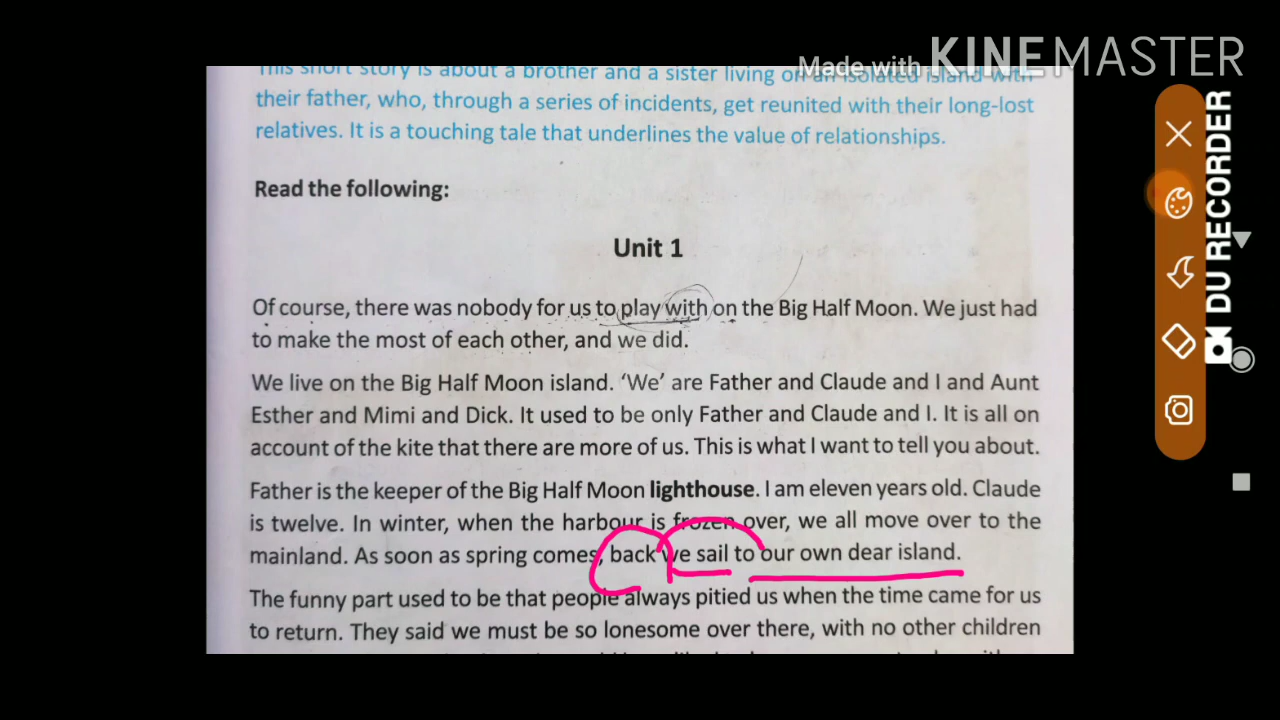 Made with KINEMASTER
This short story is about a brother and a sister living on an isolated island with
their father, who, through a series of incidents, get reunited with their long-lost
relatives. It is a touching tale that underlines the value of relationships.
Read the following:
Unit 1
Of course, there was nobody for us to play with on the Big Half Moon. We just had
to make the most of each other, and we did.
We live on the Big Half Moon island. ‘We’ are Father and Claude and I and Aunt
Esther and Mimi and Dick. It used to be only Father and Claude and I. It is all on
account of the kite that there are more of us. This is what I want to tell you about.
Father is the keeper of the Big Half Moon lighthouse. I am eleven years old. Claude
is twelve. In winter, when the harbour is frozen over, we all move over to the
mainland. As soon as spring comes, back we sail to our own dear island.
The funny part used to be that people always pitied us when the time came for us
to return. They said we must be so lonesome over there, with no other children
DU RECORDER